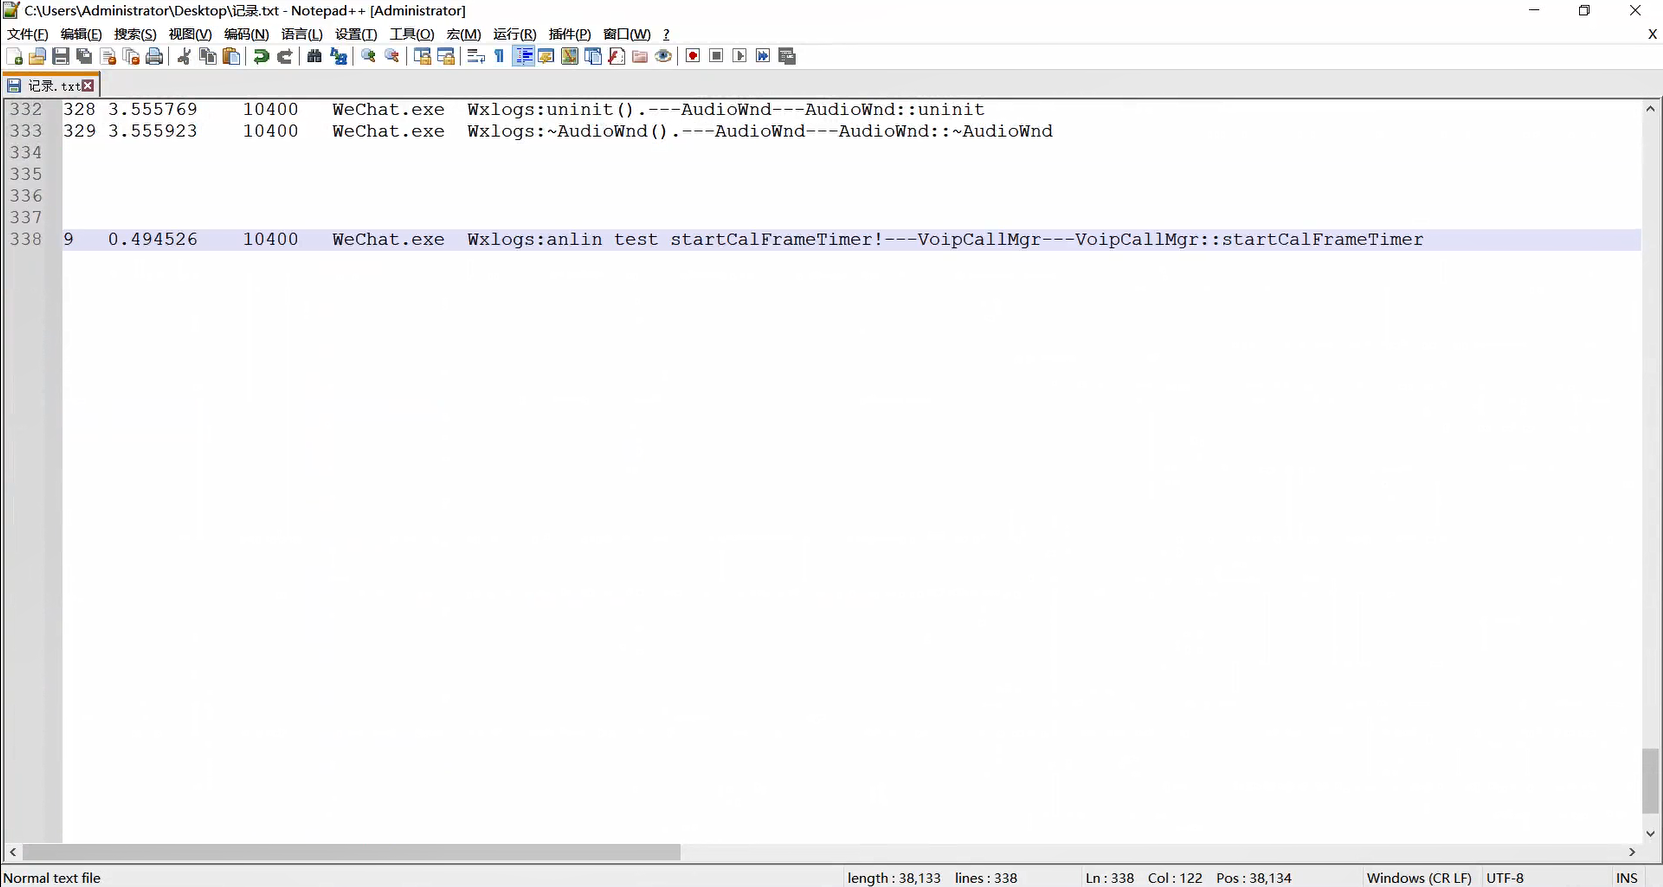 C:\Users\Administrator\Desktop\记录.txt - Notepad++ [Administrator]
文件(F) 编辑(E) 搜索(S) 视图(V) 编码(N) 语言(L) 设置(T) 工具(O) 宏(M) 运行(R) 插件(P) 窗口(W) ? X
记录.txt
332 328 3.555769 10400 WeChat.exe Wxlogs:uninit().---AudioWnd---AudioWnd::uninit
333 329 3.555923 10400 WeChat.exe Wxlogs:~AudioWnd().---AudioWnd---AudioWnd::~AudioWnd
334
335
336
337
338 9 0.494526 10400 WeChat.exe Wxlogs:anlin test startCalFrameTimer!---VoipCallMgr---VoipCallMgr::startCalFrameTimer
Normal text file length : 38,133 lines : 338 Ln : 338 Col : 122 Pos : 38,134 Windows (CR LF) UTF-8 INS